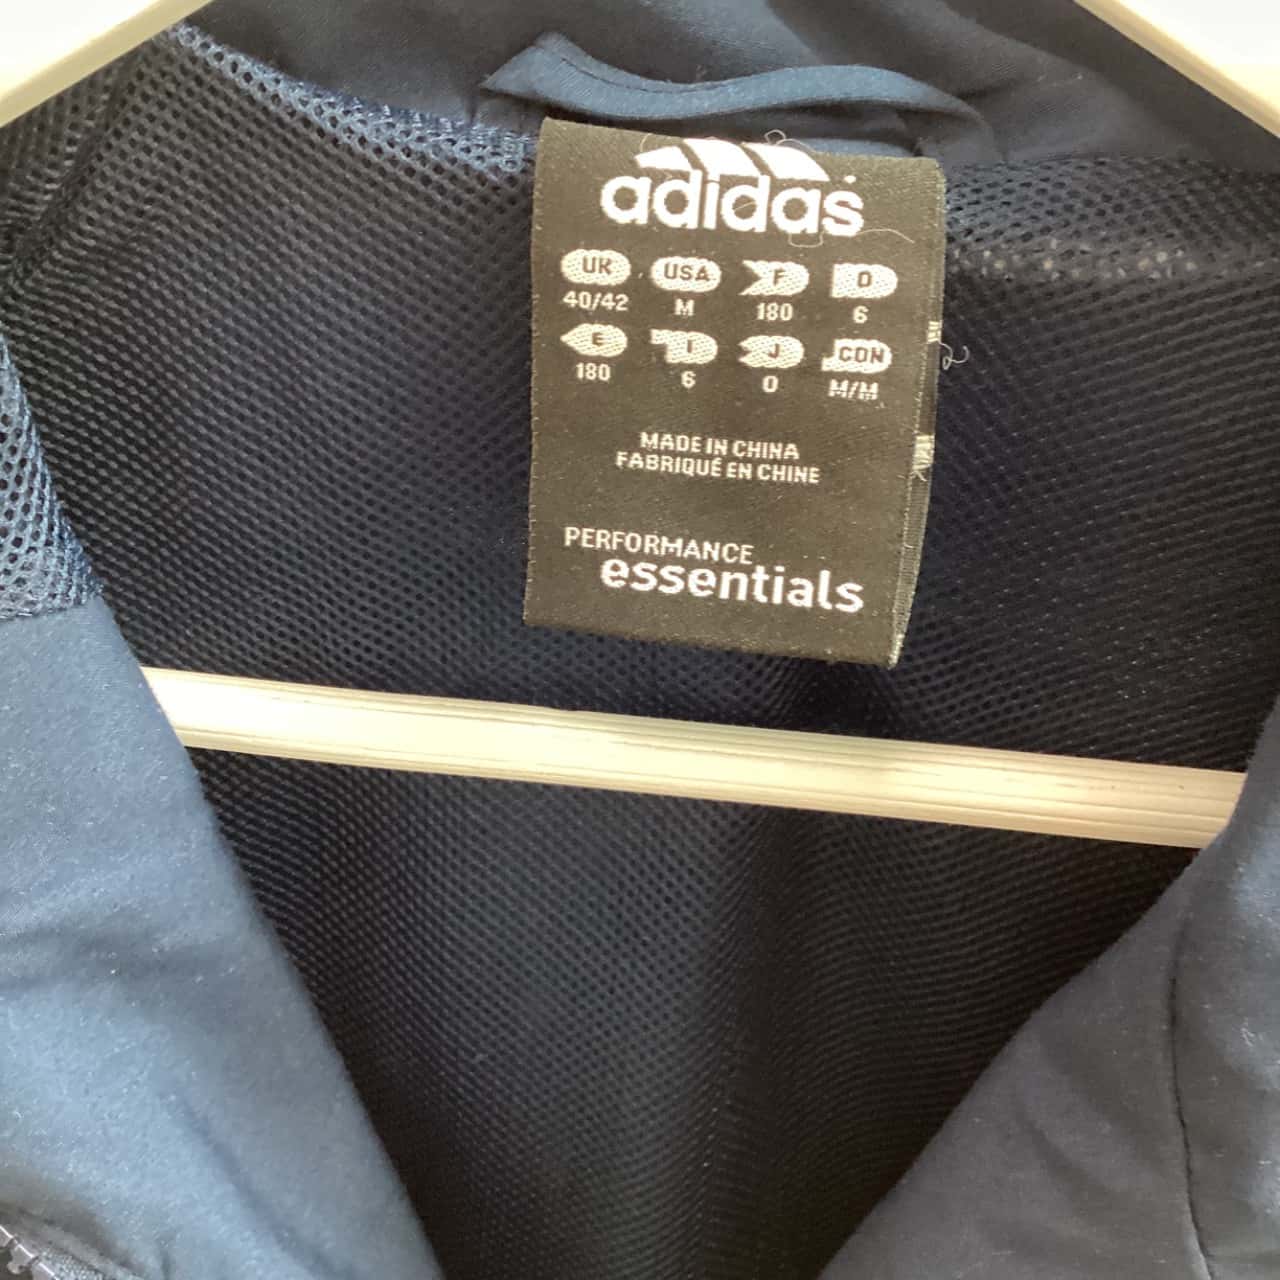 adidas
UK USA F D
40/42 M 180 6
E I J CON
180 6 O M/M
MADE IN CHINA
FABRIQUÉ EN CHINE
PERFORMANCE
essentials